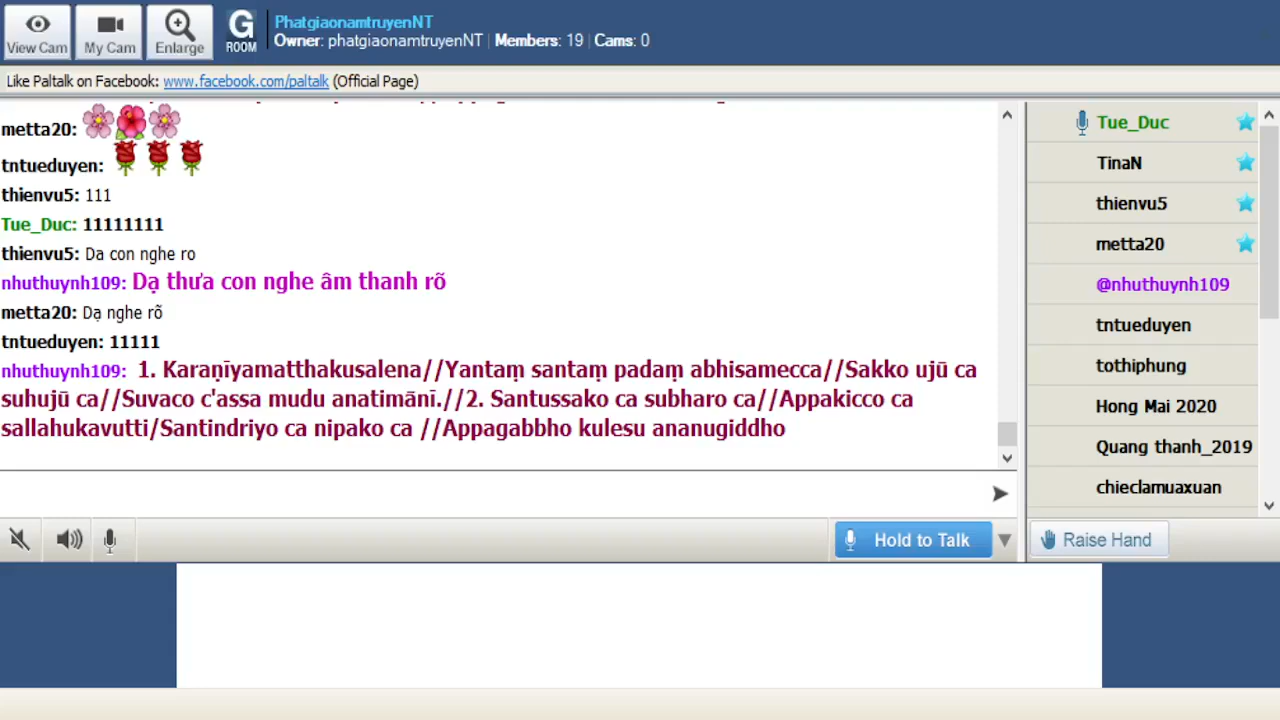 View Cam
My Cam
Enlarge
G
ROOM
PhatgiaonamtruyenNT
Owner: phatgiaonamtruyenNT | Members: 19 | Cams: 0
Like Paltalk on Facebook: www.facebook.com/paltalk (Official Page)
metta20:
tntueduyen:
thienvu5: 111
Tue_Duc: 11111111
thienvu5: Da con nghe ro
nhuthuynh109: Dạ thưa con nghe âm thanh rõ
metta20: Dạ nghe rõ
tntueduyen: 11111
nhuthuynh109: 1. Karaṇīyamatthakusalena//Yantaṃ santaṃ padaṃ abhisamecca//Sakko ujū ca
suhujū ca//Suvaco c'assa mudu anatimānī.//2. Santussako ca subharo ca//Appakicco ca
sallahukavutti/Santindriyo ca nipako ca //Appagabbho kulesu ananugiddho
Tue_Duc
TinaN
thienvu5
metta20
@nhuthuynh109
tntueduyen
tothiphung
Hong Mai 2020
Quang thanh_2019
chieclamuaxuan
Hold to Talk
Raise Hand